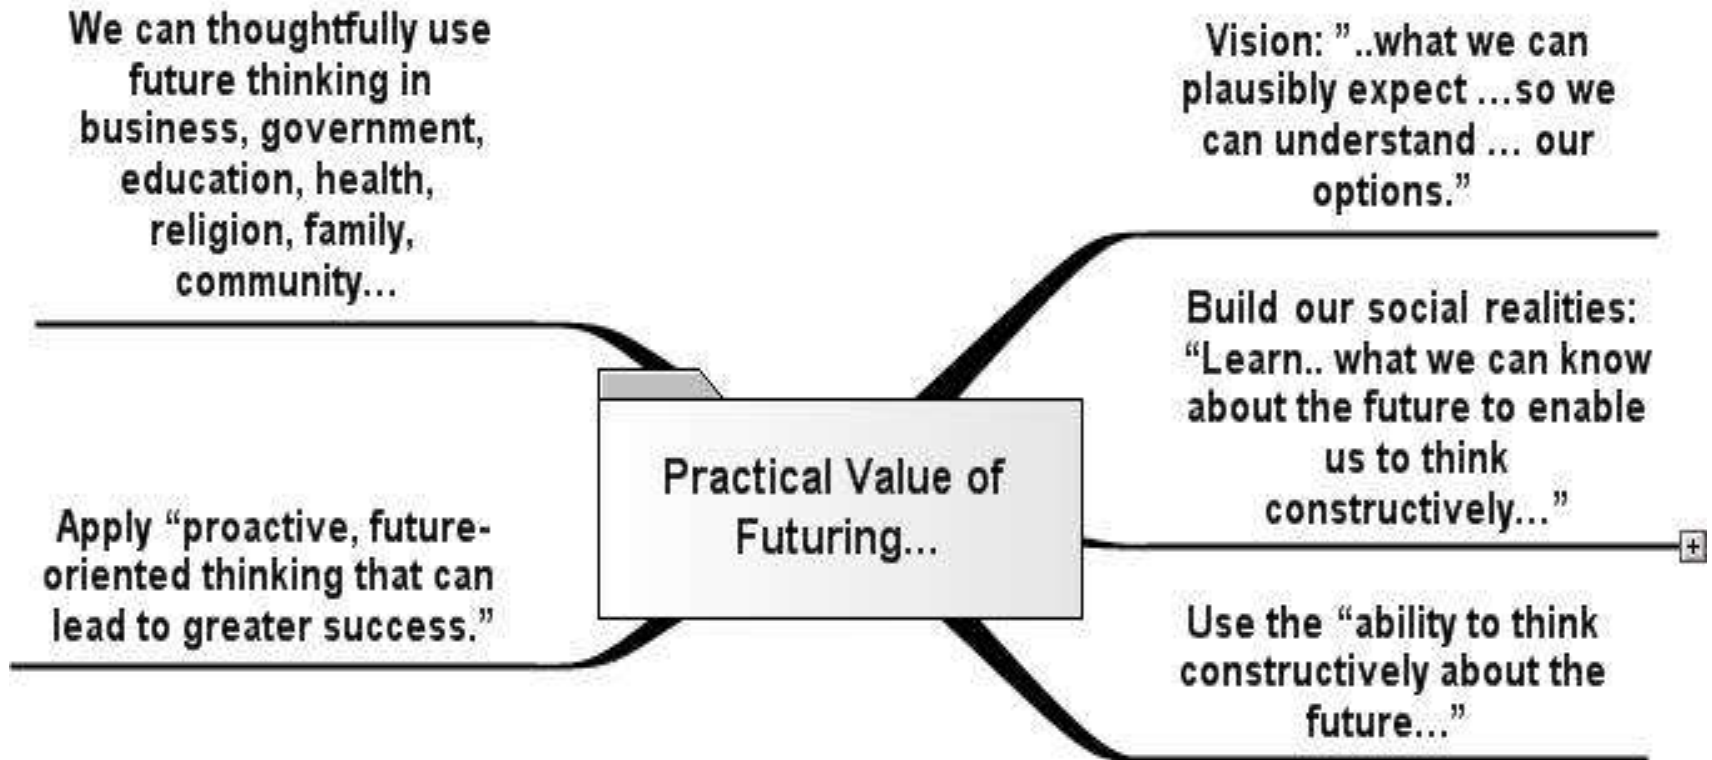 We can thoughtfully use
future thinking in
business, government,
education, health,
religion, family,
community...
Apply “proactive, future-
oriented thinking that can
lead to greater success.”
Practical Value of
Futuring...
Vision: ”..what we can
plausibly expect ...so we
can understand ... our
options.”
Build our social realities:
“Learn.. what we can know
about the future to enable
us to think
constructively...”
Use the “ability to think
constructively about the
future...”